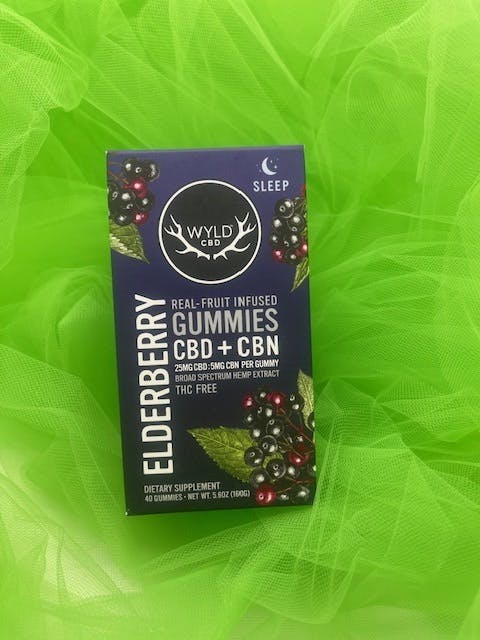 SLEEP
WYLD
CBD
REAL-FRUIT INFUSED
GUMMIES
CBD + CBN
25MG CBD:5MG CBN PER GUMMY
BROAD SPECTRUM HEMP EXTRACT
THC FREE
ELDERBERRY
DIETARY SUPPLEMENT
40 GUMMIES • NET WT. 5.6OZ (160G)